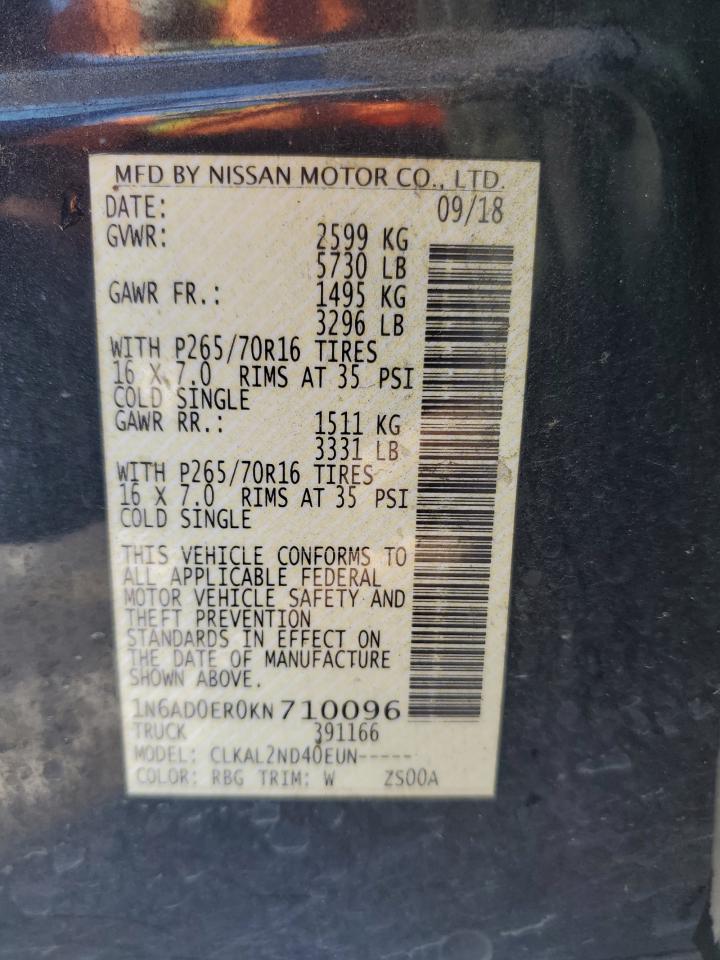 MFD BY NISSAN MOTOR CO., LTD.
DATE: 09/18
GVWR: 2599 KG
5730 LB
GAWR FR.: 1495 KG
3296 LB
WITH P265/70R16 TIRES
16 X 7.0 RIMS AT 35 PSI
COLD SINGLE
GAWR RR.: 1511 KG
3331 LB
WITH P265/70R16 TIRES
16 X 7.0 RIMS AT 35 PSI
COLD SINGLE
THIS VEHICLE CONFORMS TO
ALL APPLICABLE FEDERAL
MOTOR VEHICLE SAFETY AND
THEFT PREVENTION
STANDARDS IN EFFECT ON
THE DATE OF MANUFACTURE
SHOWN ABOVE.
1N6AD0ER0KN710096
TRUCK 391166
MODEL: CLKAL2ND40EUN-----
COLOR: RBG TRIM: W ZS00A